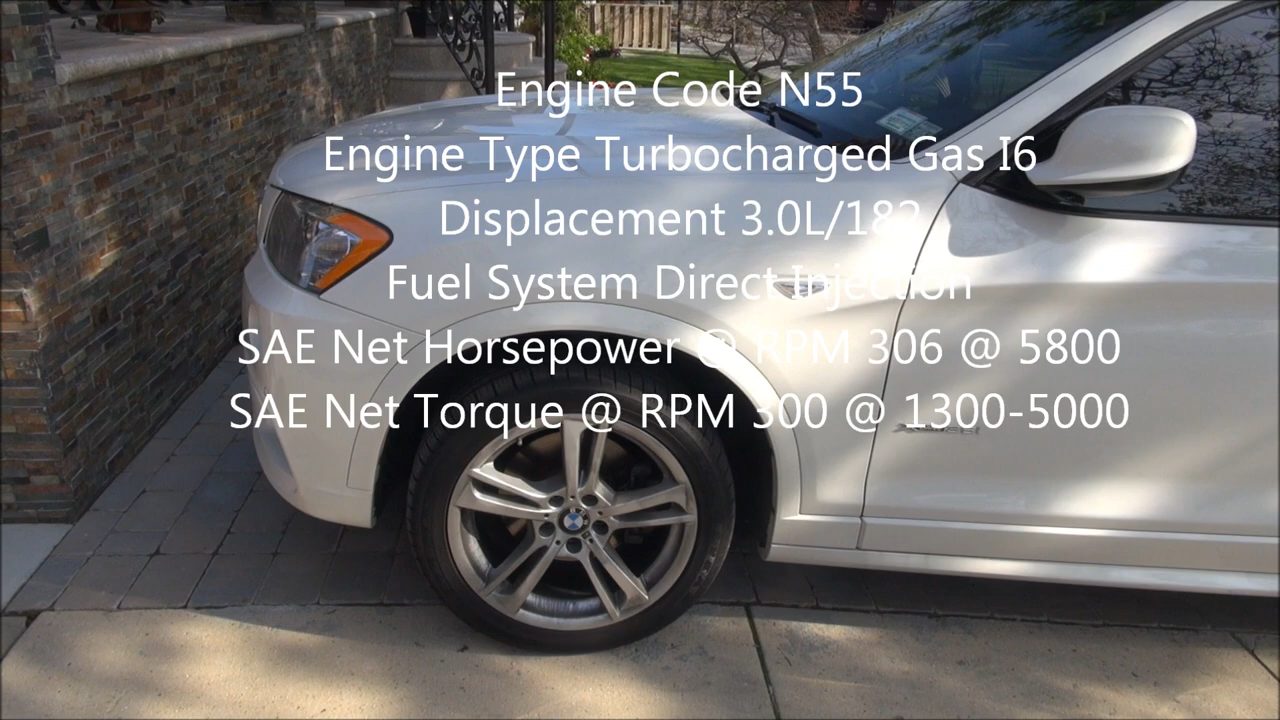 Engine Code N55
Engine Type Turbocharged Gas I6
Displacement 3.0L/182
Fuel System Direct Injection
SAE Net Horsepower @ RPM 306 @ 5800
SAE Net Torque @ RPM 300 @ 1300-5000